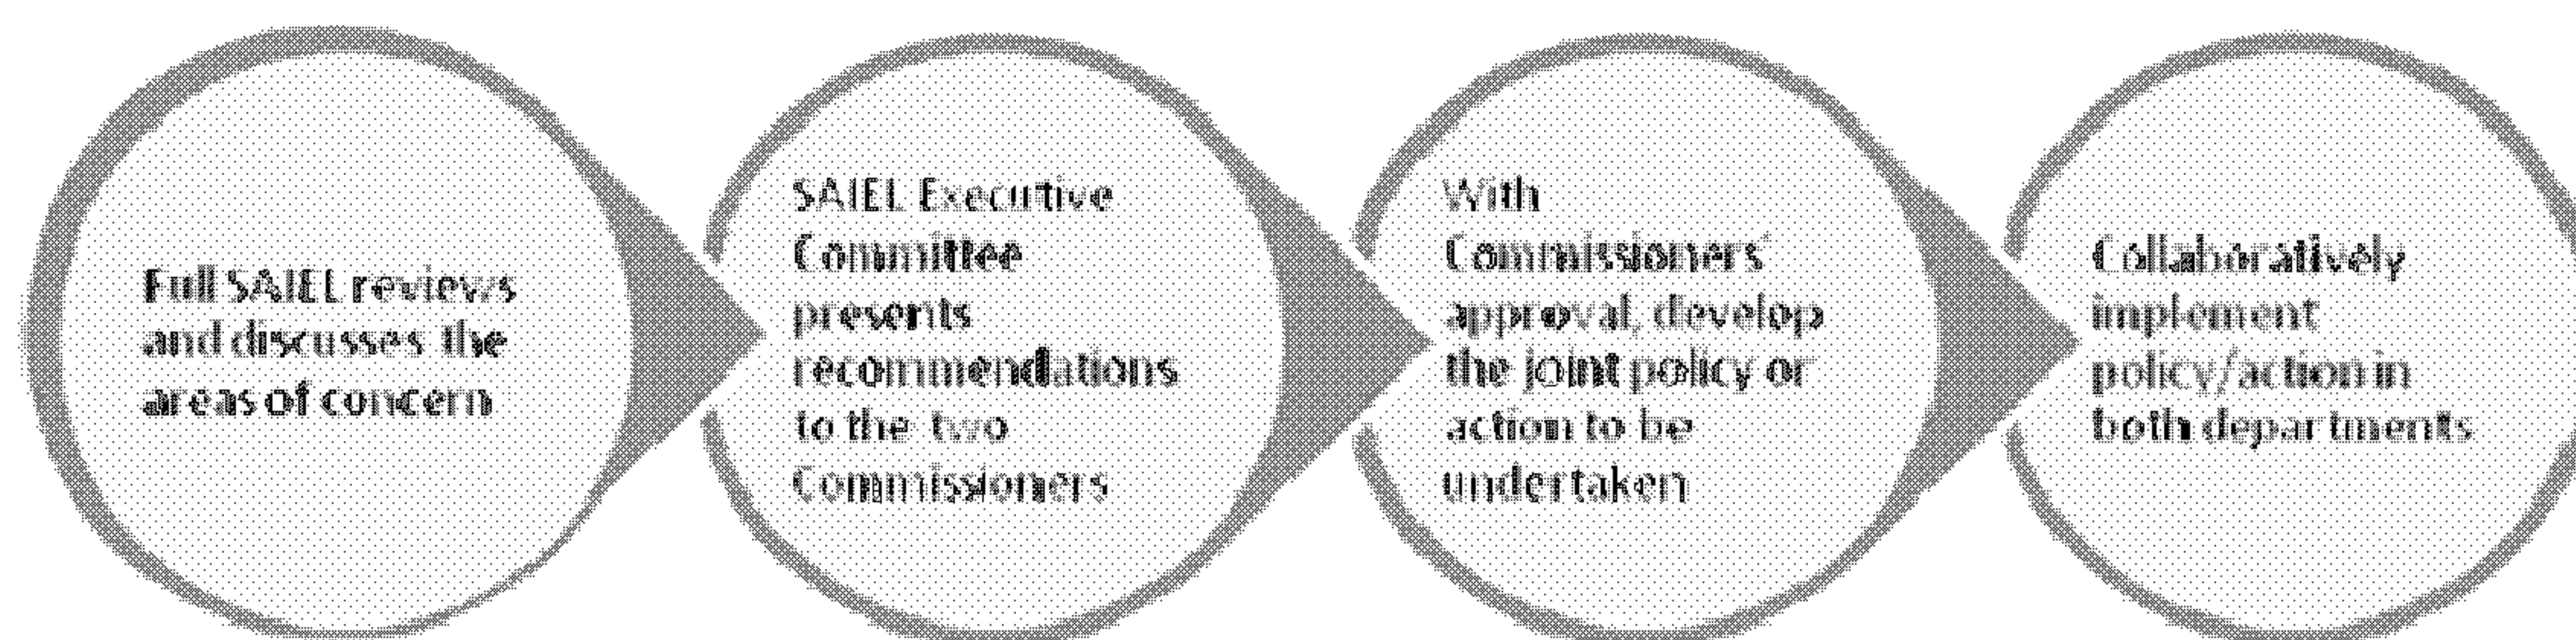 Full SAIEL reviews
and discusses the
areas of concern
SAIEL Executive
Committee
presents
recommendations
to the two
Commissioners
With
Commissioners'
approval, develop
the joint policy or
action to be
undertaken
Collaboratively
implement
policy/action in
both departments